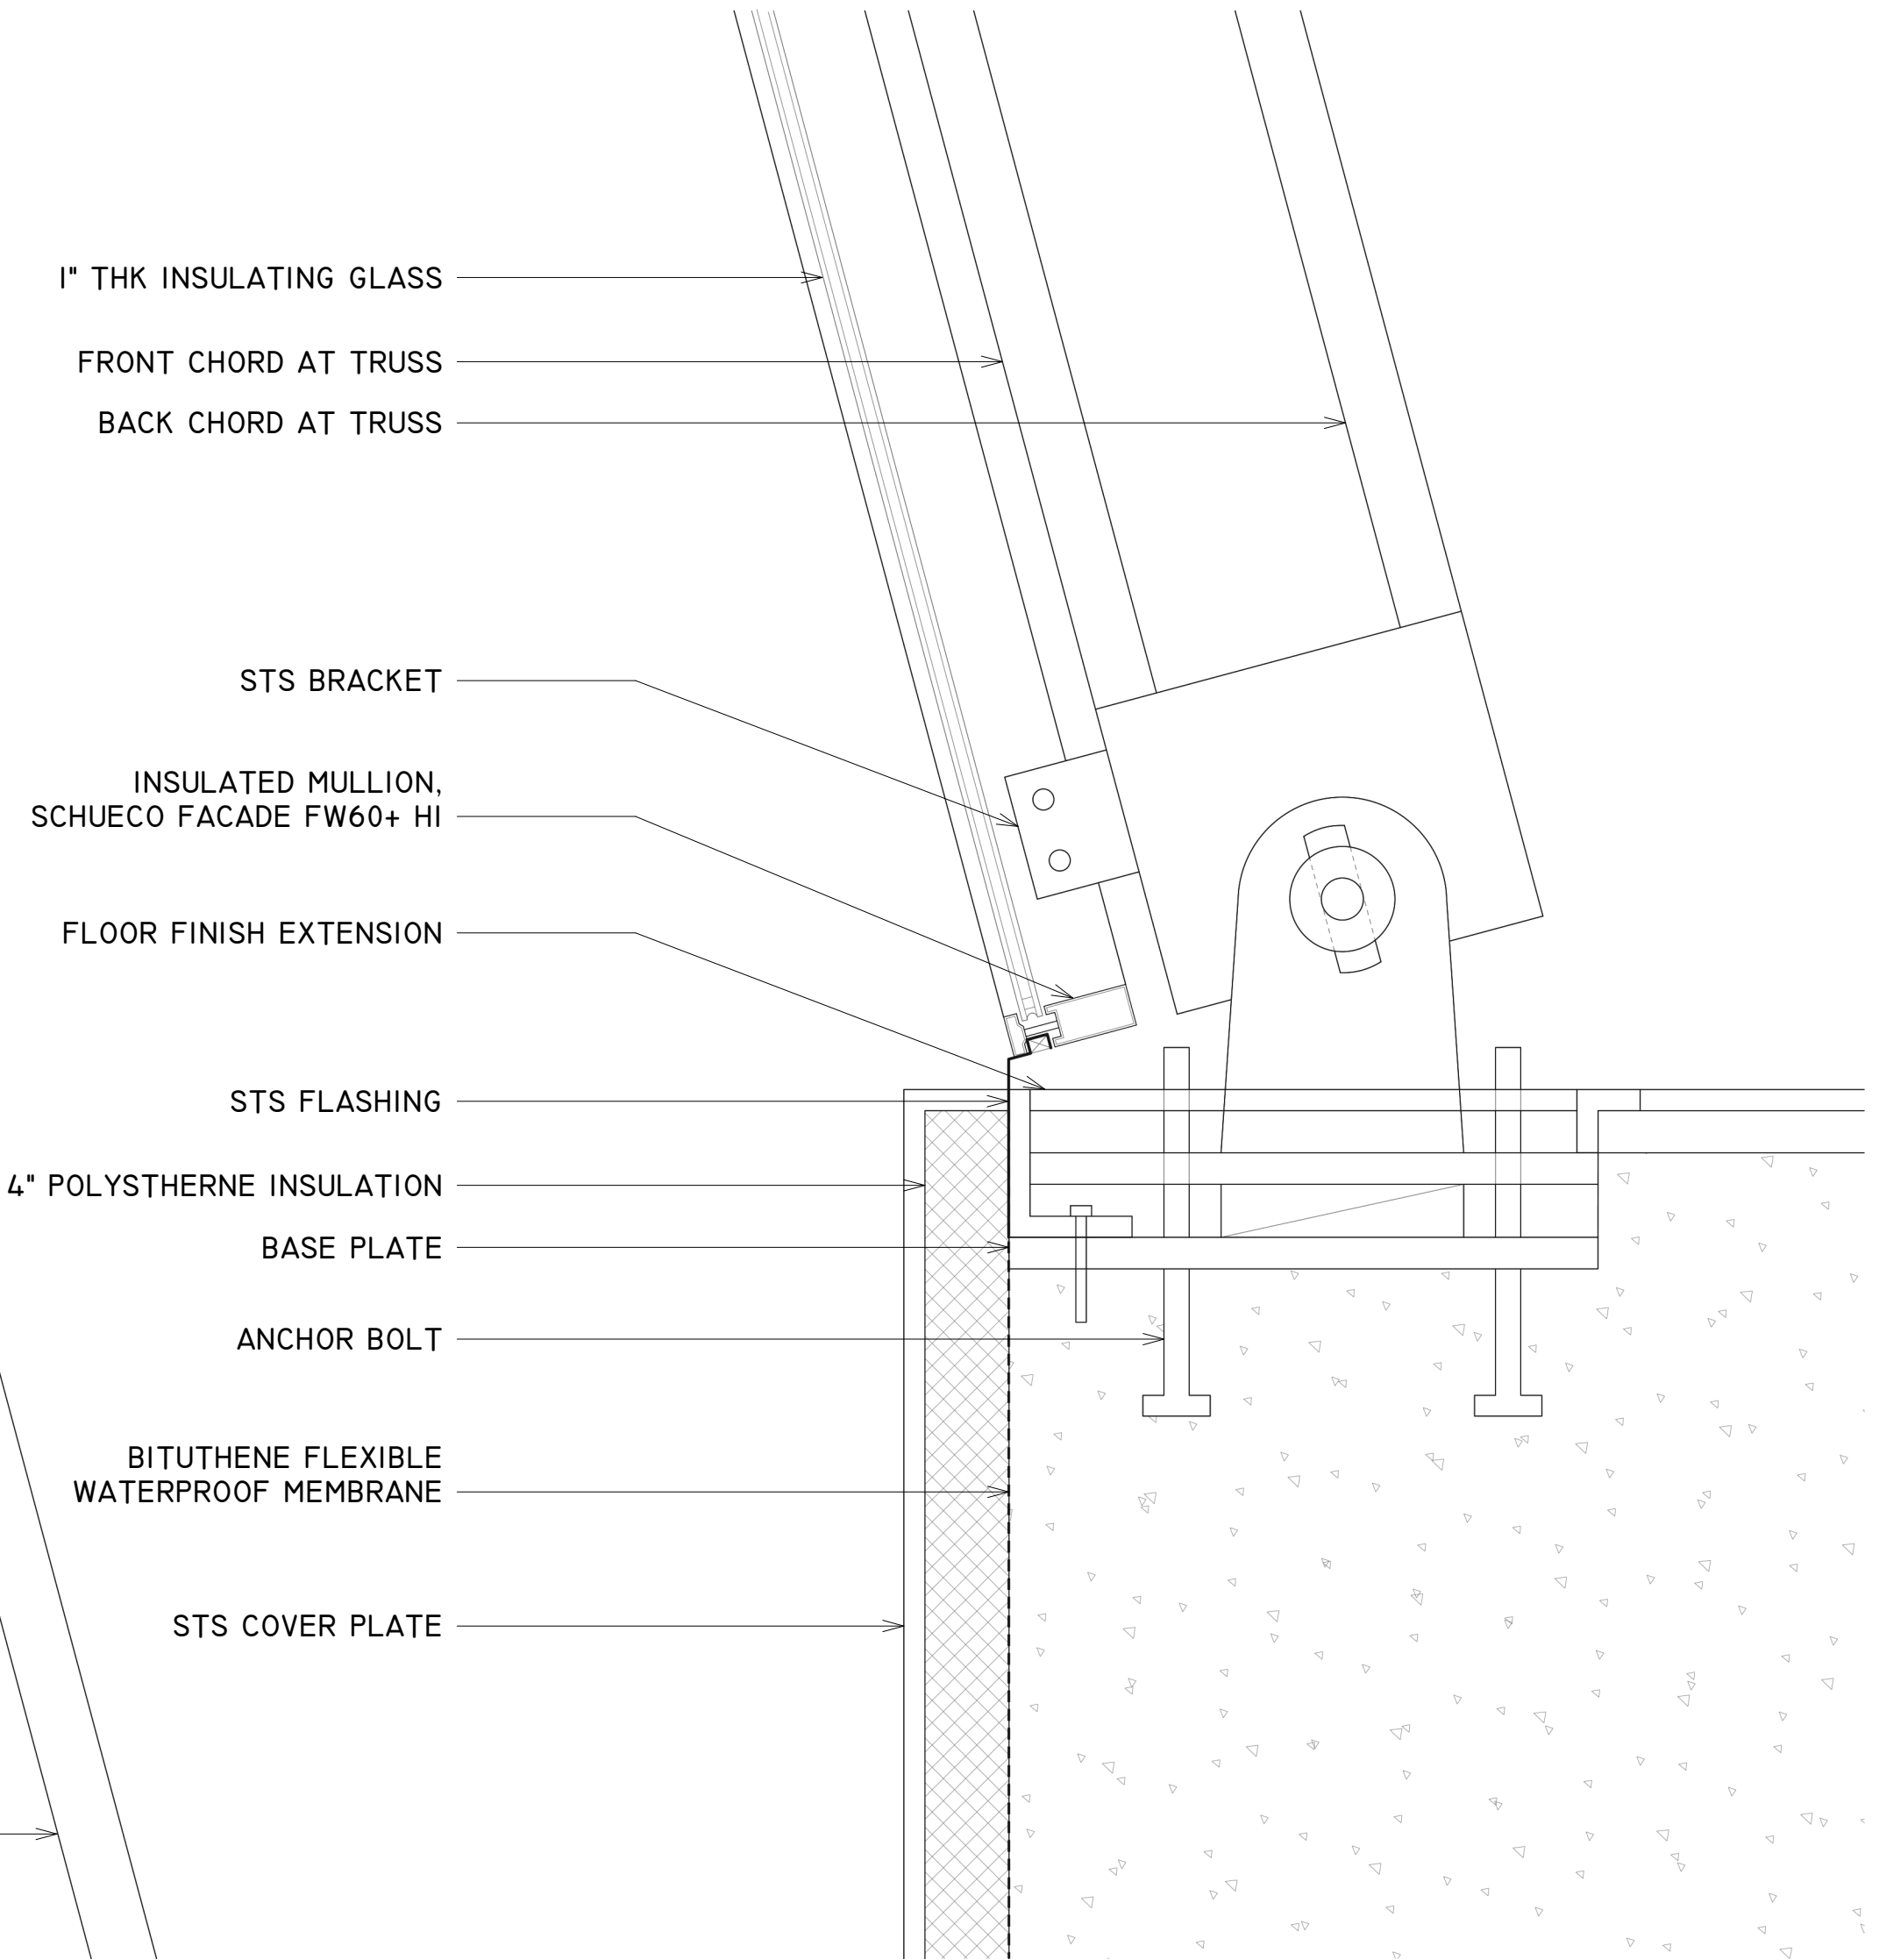 1" THK INSULATING GLASS
FRONT CHORD AT TRUSS
BACK CHORD AT TRUSS
STS BRACKET
INSULATED MULLION,
SCHUECO FACADE FW60+ HI
FLOOR FINISH EXTENSION
STS FLASHING
4" POLYSTHERNE INSULATION
BASE PLATE
ANCHOR BOLT
BITUTHENE FLEXIBLE
WATERPROOF MEMBRANE
STS COVER PLATE